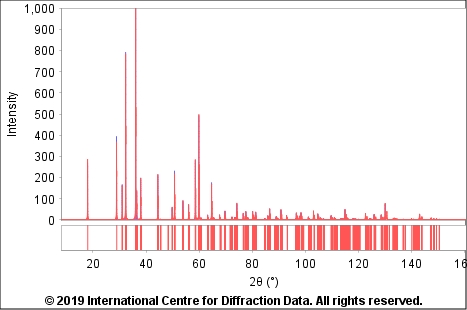 1,000
900
800
700
600
500
400
300
200
100
0
Intensity
20 40 60 80 100 120 140 16
2θ (°)
© 2019 International Centre for Diffraction Data. All rights reserved.